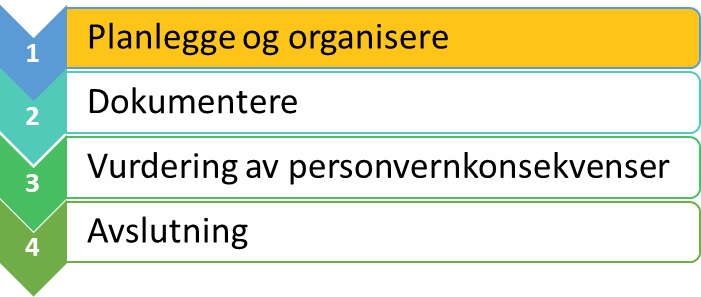 1 Planlegge og organisere
2 Dokumentere
3 Vurdering av personvernkonsekvenser
4 Avslutning